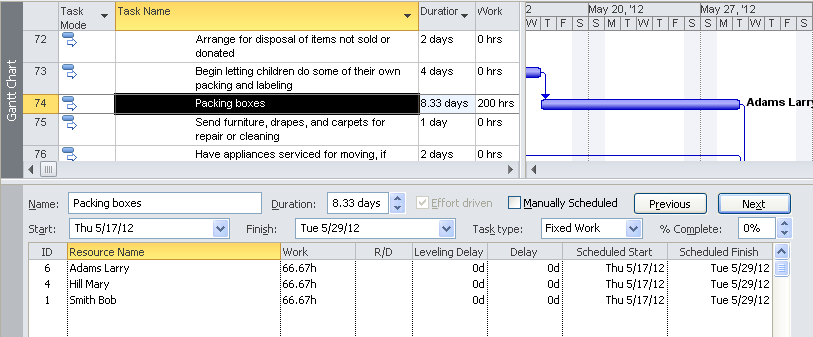 Gantt Chart
Task Mode Task Name Duration Work
72 Arrange for disposal of items not sold or donated 2 days 0 hrs
73 Begin letting children do some of their own packing and labeling 4 days 0 hrs
74 Packing boxes 8.33 days 200 hrs
75 Send furniture, drapes, and carpets for repair or cleaning 1 day 0 hrs
76 Have appliances serviced for moving, if 2 days 0 hrs
2 May 20, '12 May 27, '12
W T F S S M T W T F S S M T W T F S
Adams Larry
Name: Packing boxes Duration: 8.33 days Effort driven Manually Scheduled Previous Next
Start: Thu 5/17/12 Finish: Tue 5/29/12 Task type: Fixed Work % Complete: 0%
ID Resource Name Work R/D Leveling Delay Delay Scheduled Start Scheduled Finish
6 Adams Larry 66.67h 0d 0d Thu 5/17/12 Tue 5/29/12
4 Hill Mary 66.67h 0d 0d Thu 5/17/12 Tue 5/29/12
1 Smith Bob 66.67h 0d 0d Thu 5/17/12 Tue 5/29/12